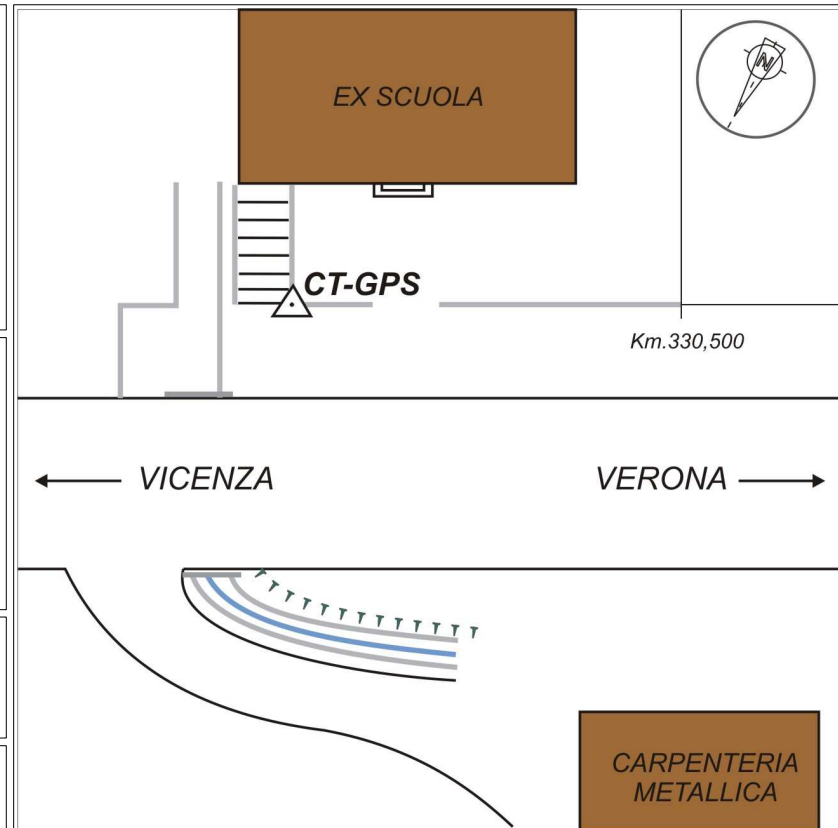 EX SCUOLA
N
CT-GPS
Km.330,500
VICENZA
VERONA
CARPENTERIA
METALLICA